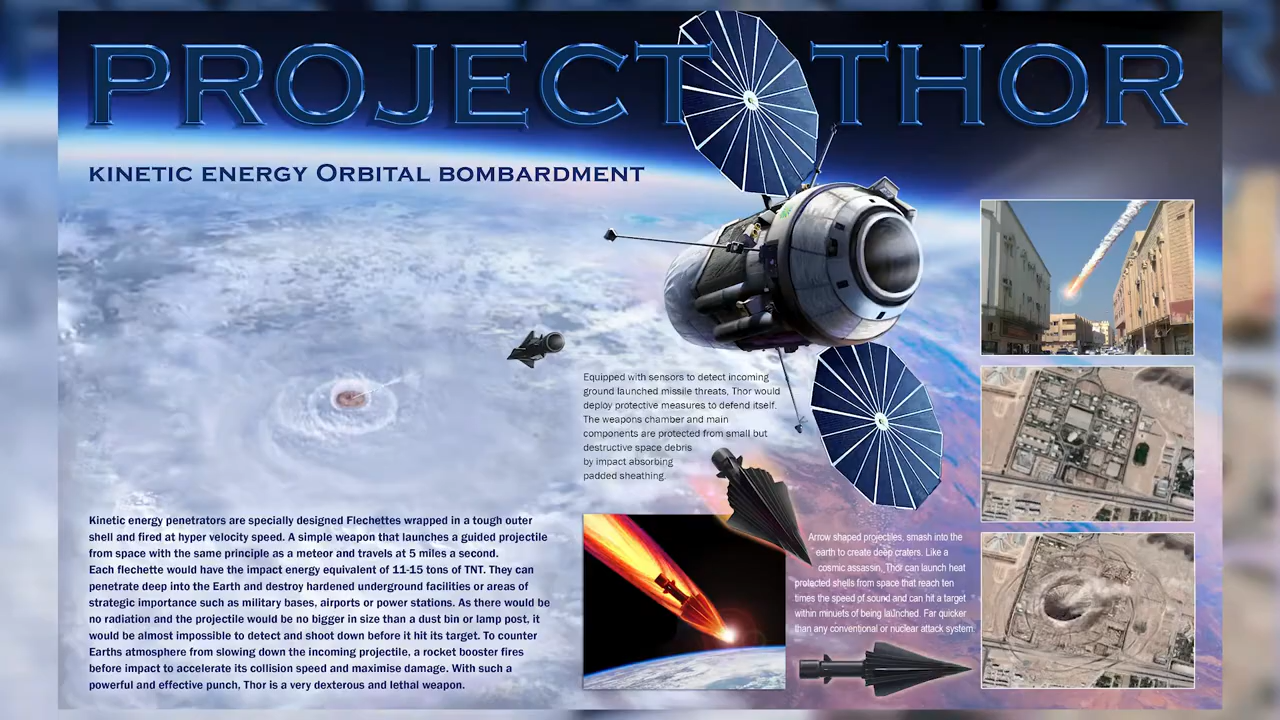 PROJECT THOR
KINETIC ENERGY ORBITAL BOMBARDMENT
Equipped with sensors to detect incoming
ground launched missile threats, Thor would
deploy protective measures to defend itself.
The weapons chamber and main
components are protected from small but
destructive space debris
by impact absorbing
padded sheathing.
Kinetic energy penetrators are specially designed Flechettes wrapped in a tough outer
shell and fired at hyper velocity speed. A simple weapon that launches a guided projectile
from space with the same principle as a meteor and travels at 5 miles a second.
Each flechette would have the impact energy equivalent of 11-15 tons of TNT. They can
penetrate deep into the Earth and destroy hardened underground facilities or areas of
strategic importance such as military bases, airports or power stations. As there would be
no radiation and the projectile would be no bigger in size than a dust bin or lamp post, it
would be almost impossible to detect and shoot down before it hit its target. To counter
Earths atmosphere from slowing down the incoming projectile, a rocket booster fires
before impact to accelerate its collision speed and maximise damage. With such a
powerful and effective punch, Thor is a very dexterous and lethal weapon.
Arrow shaped projectiles, smash into the
earth to create deep craters. Like a
cosmic assassin, Thor can launch heat
protected shells from space that reach ten
times the speed of sound and can hit a target
within minuets of being launched. Far quicker
than any conventional or nuclear attack system.